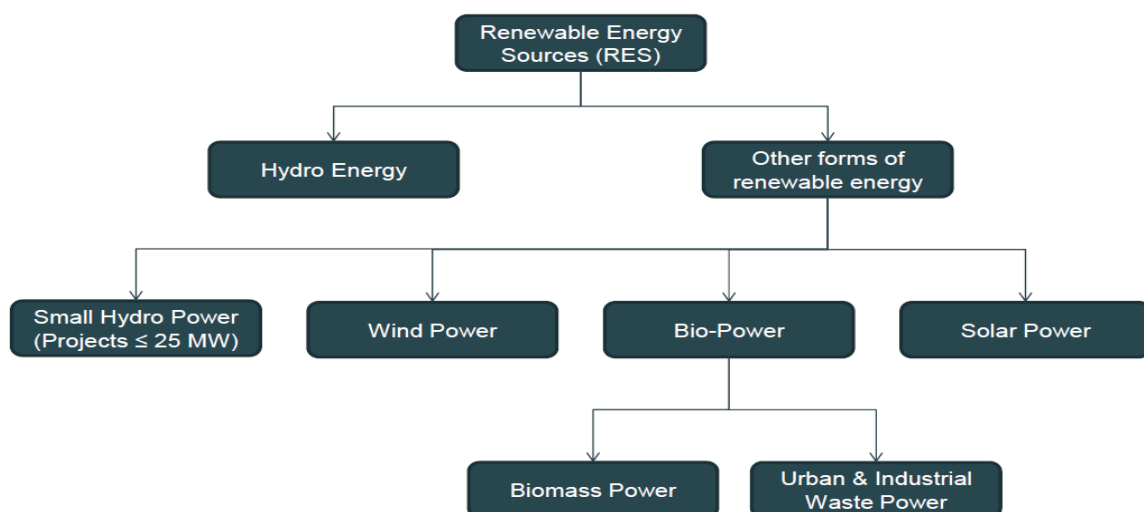 Renewable Energy
Sources (RES)
Hydro Energy
Other forms of
renewable energy
Small Hydro Power
(Projects ≤ 25 MW)
Wind Power
Bio-Power
Solar Power
Biomass Power
Urban & Industrial
Waste Power